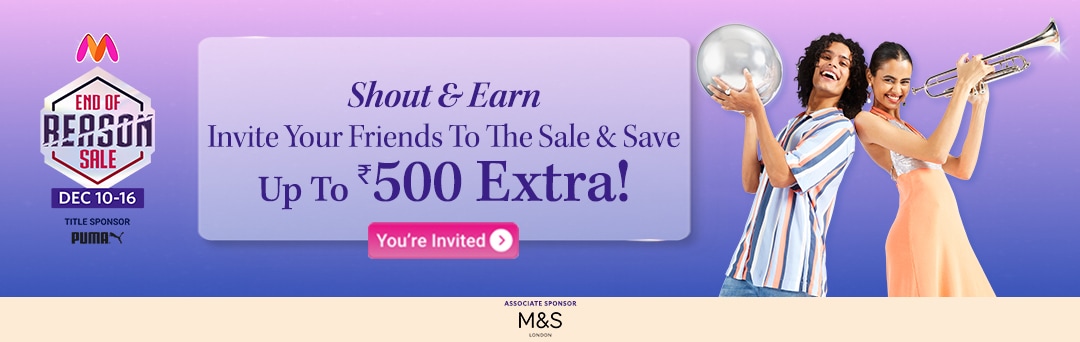 END OF
REASON
SALE
DEC 10-16
TITLE SPONSOR
PUMA
Shout & Earn
Invite Your Friends To The Sale & Save
Up To ₹500 Extra!
You're Invited
ASSOCIATE SPONSOR
M&S
LONDON